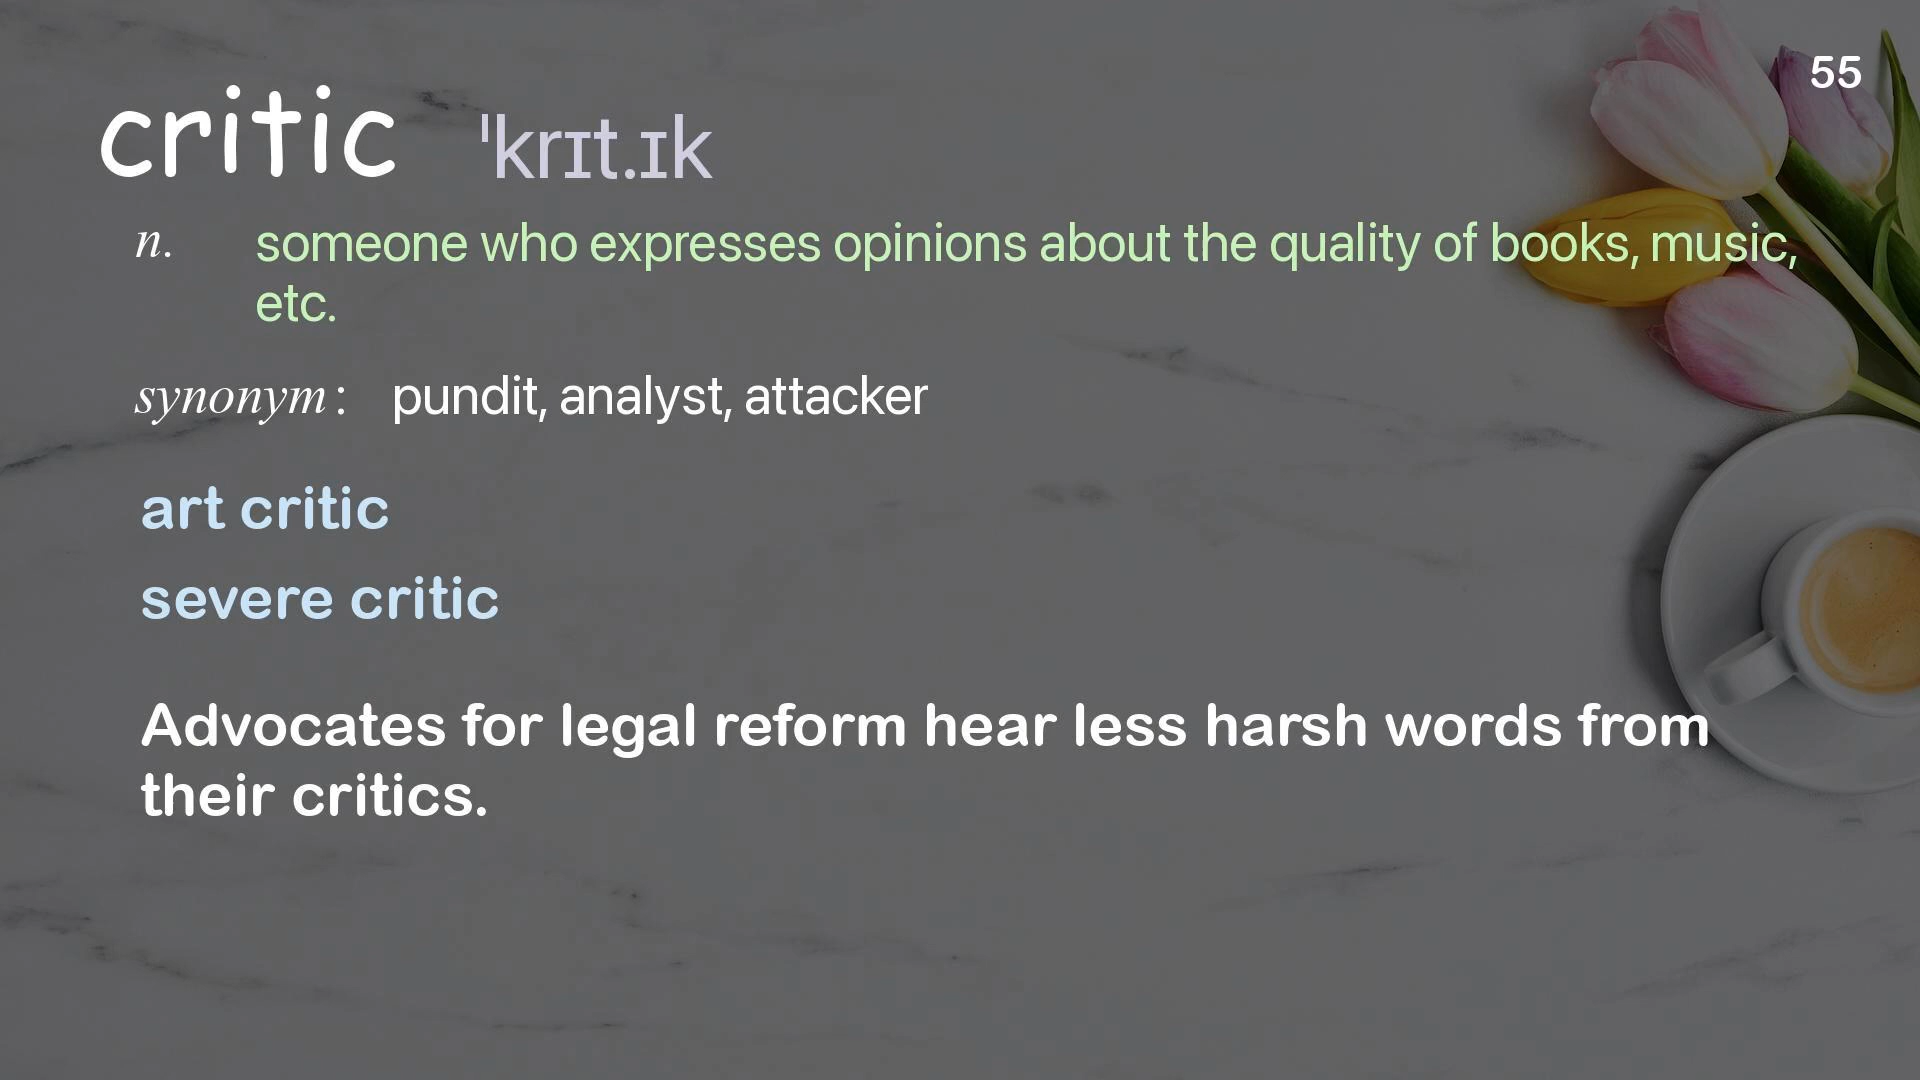 55
critic ˈkrɪt.ɪk
n. someone who expresses opinions about the quality of books, music,
etc.
synonym: pundit, analyst, attacker
art critic
severe critic
Advocates for legal reform hear less harsh words from
their critics.